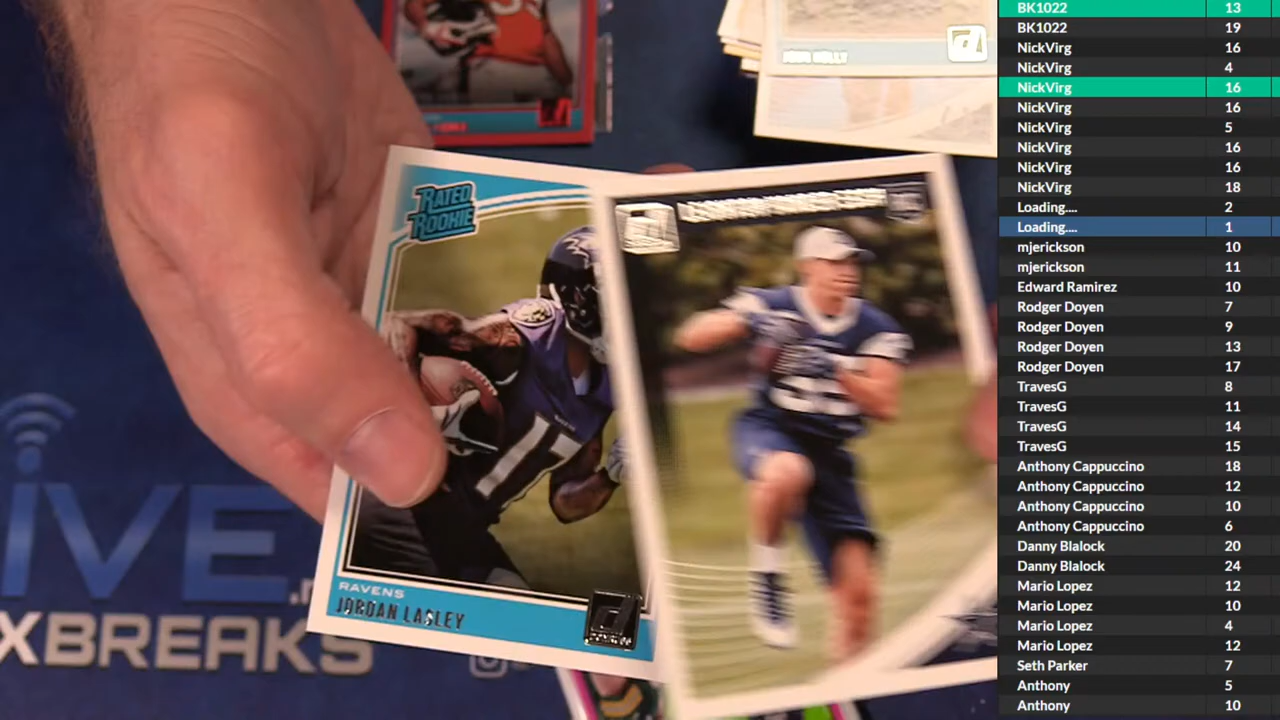 RATED
ROOKIE
RAVENS
JORDAN LASLEY
17
IVE.
XBREAKS
BK1022 13
BK1022 19
NickVirg 16
NickVirg 4
NickVirg 16
NickVirg 16
NickVirg 5
NickVirg 16
NickVirg 16
NickVirg 18
Loading.... 2
Loading.... 1
mjerickson 10
mjerickson 11
Edward Ramirez 10
Rodger Doyen 7
Rodger Doyen 9
Rodger Doyen 13
Rodger Doyen 17
TravesG 8
TravesG 11
TravesG 14
TravesG 15
Anthony Cappuccino 18
Anthony Cappuccino 12
Anthony Cappuccino 10
Anthony Cappuccino 6
Danny Blalock 20
Danny Blalock 24
Mario Lopez 12
Mario Lopez 10
Mario Lopez 4
Mario Lopez 12
Seth Parker 7
Anthony 5
Anthony 10